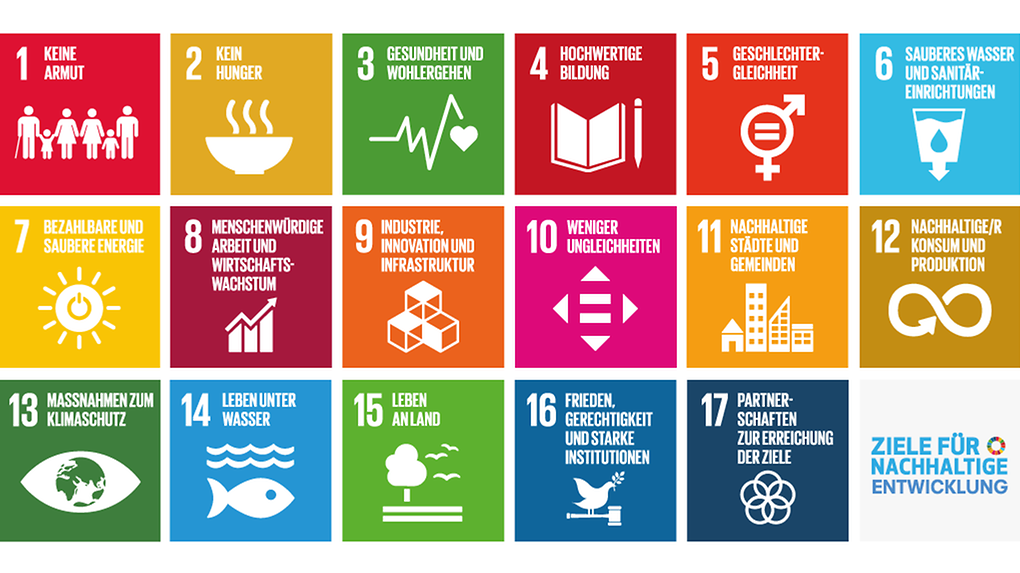 1 KEINE
ARMUT
2 KEIN
HUNGER
3 GESUNDHEIT UND
WOHLERGEHEN
4 HOCHWERTIGE
BILDUNG
5 GESCHLECHTER-
GLEICHHEIT
6 SAUBERES WASSER
UND SANITÄR-
EINRICHTUNGEN
7 BEZAHLBARE UND
SAUBERE ENERGIE
8 MENSCHENWÜRDIGE
ARBEIT UND
WIRTSCHAFTS-
WACHSTUM
9 INDUSTRIE,
INNOVATION UND
INFRASTRUKTUR
10 WENIGER
UNGLEICHHEITEN
11 NACHHALTIGE
STÄDTE UND
GEMEINDEN
12 NACHHALTIGE/R
KONSUM UND
PRODUKTION
13 MASSNAHMEN ZUM
KLIMASCHUTZ
14 LEBEN UNTER
WASSER
15 LEBEN
AN LAND
16 FRIEDEN,
GERECHTIGKEIT
UND STARKE
INSTITUTIONEN
17 PARTNER-
SCHAFTEN
ZUR ERREICHUNG
DER ZIELE
ZIELE FÜR
NACHHALTIGE
ENTWICKLUNG